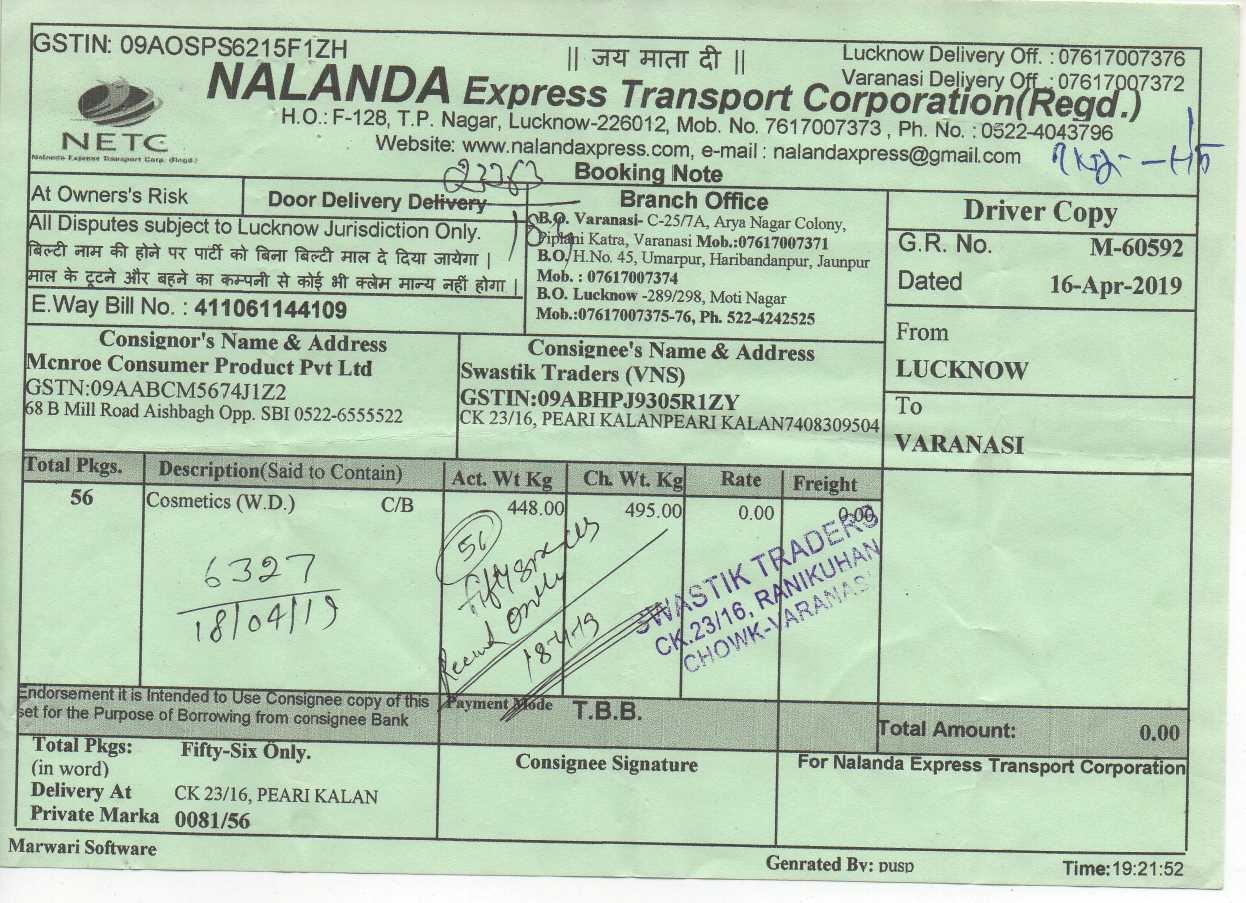 GSTIN: 09AOSPS6215F1ZH
|| जय माता दी ||
Lucknow Delivery Off. : 07617007376
Varanasi Delivery Off. : 07617007372
NALANDA Express Transport Corporation(Regd.)
NETC
Nalanda Express Transport Corp. (Regd.)
H.O.: F-128, T.P. Nagar, Lucknow-226012, Mob. No. 7617007373 , Ph. No. : 0522-4043796
Website: www.nalandaxpress.com, e-mail : nalandaxpress@gmail.com
Booking Note
At Owners's Risk
Door Delivery Delivery
All Disputes subject to Lucknow Jurisdiction Only.
बिल्टी नाम की होने पर पार्टी को बिना बिल्टी माल दे दिया जायेगा |
माल के टूटने और बहने का कम्पनी से कोई भी क्लेम मान्य नहीं होगा |
E.Way Bill No. : 411061144109
Branch Office
B.O. Varanasi- C-25/7A, Arya Nagar Colony,
Piplani Katra, Varanasi Mob.:07617007371
B.O. H.No. 45, Umarpur, Haribandanpur, Jaunpur
Mob. : 07617007374
B.O. Lucknow -289/298, Moti Nagar
Mob.:07617007375-76, Ph. 522-4242525
Driver Copy
G.R. No. M-60592
Dated 16-Apr-2019
From
LUCKNOW
To
VARANASI
Consignor's Name & Address
Mcnroe Consumer Product Pvt Ltd
GSTN:09AABCM5674J1Z2
68 B Mill Road Aishbagh Opp. SBI 0522-6555522
Consignee's Name & Address
Swastik Traders (VNS)
GSTIN:09ABHPJ9305R1ZY
CK 23/16, PEARI KALANPEARI KALAN7408309504
Total Pkgs. Description(Said to Contain) Act. Wt Kg Ch. Wt. Kg Rate Freight
56 Cosmetics (W.D.) C/B 448.00 495.00 0.00 0.00
6327
18/04/19
56
Fifty six c/s
Only
Received
18-4-19
SWASTIK TRADERS
CK.23/16, RANIKUHAN
CHOWK-VARANASI
Endorsement it is Intended to Use Consignee copy of this
set for the Purpose of Borrowing from consignee Bank
Payment Mode T.B.B.
Total Amount: 0.00
Total Pkgs: Fifty-Six Only.
(in word)
Delivery At CK 23/16, PEARI KALAN
Private Marka 0081/56
Consignee Signature
For Nalanda Express Transport Corporation
Marwari Software
Genrated By: pusp
Time:19:21:52